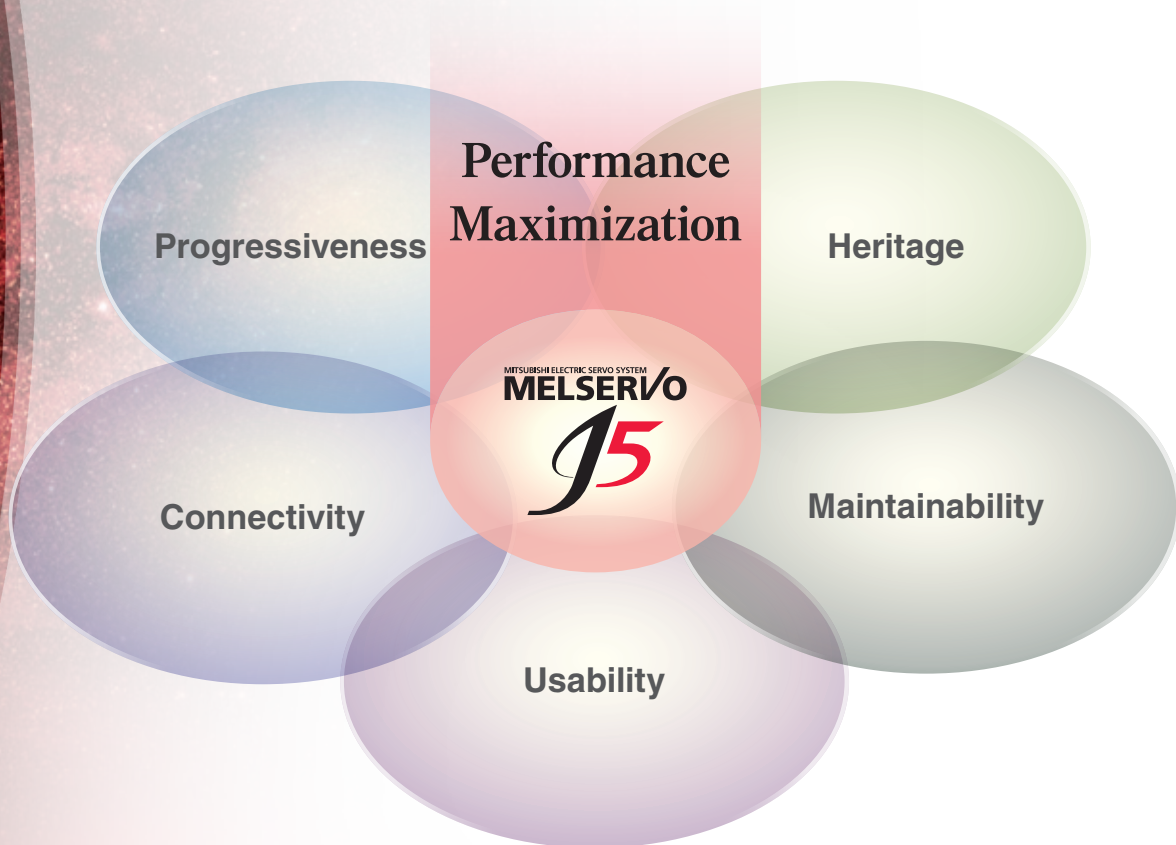 Performance
Maximization
Progressiveness
Heritage
MITSUBISHI ELECTRIC SERVO SYSTEM
MELSERVO
J5
Connectivity
Maintainability
Usability